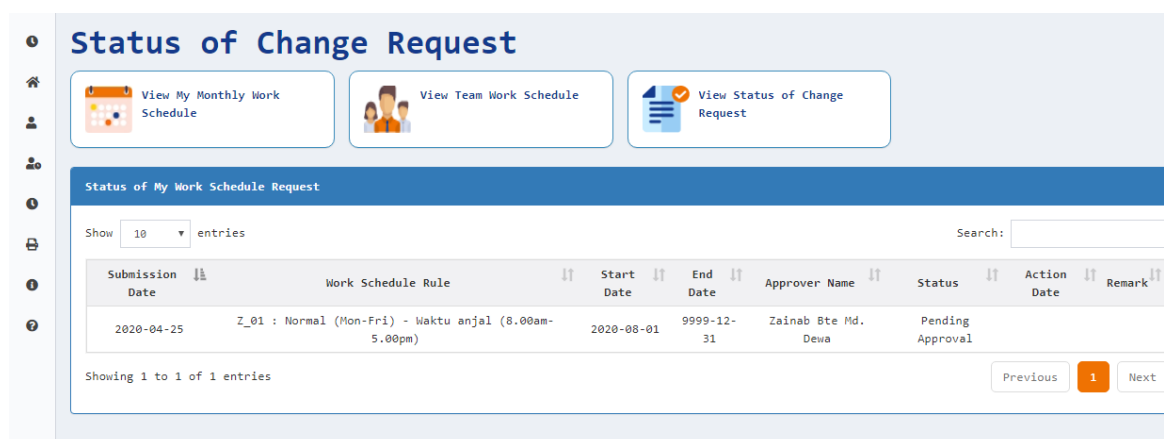 Status of Change Request
View My Monthly Work
Schedule
View Team Work Schedule
View Status of Change
Request
Status of My Work Schedule Request
Show 10 entries
Search:
Submission Date
Work Schedule Rule
Start Date
End Date
Approver Name
Status
Action Date
Remark
2020-04-25
Z_01 : Normal (Mon-Fri) - Waktu anjal (8.00am-
5.00pm)
2020-08-01
9999-12-
31
Zainab Bte Md.
Dewa
Pending
Approval
Showing 1 to 1 of 1 entries
Previous 1 Next